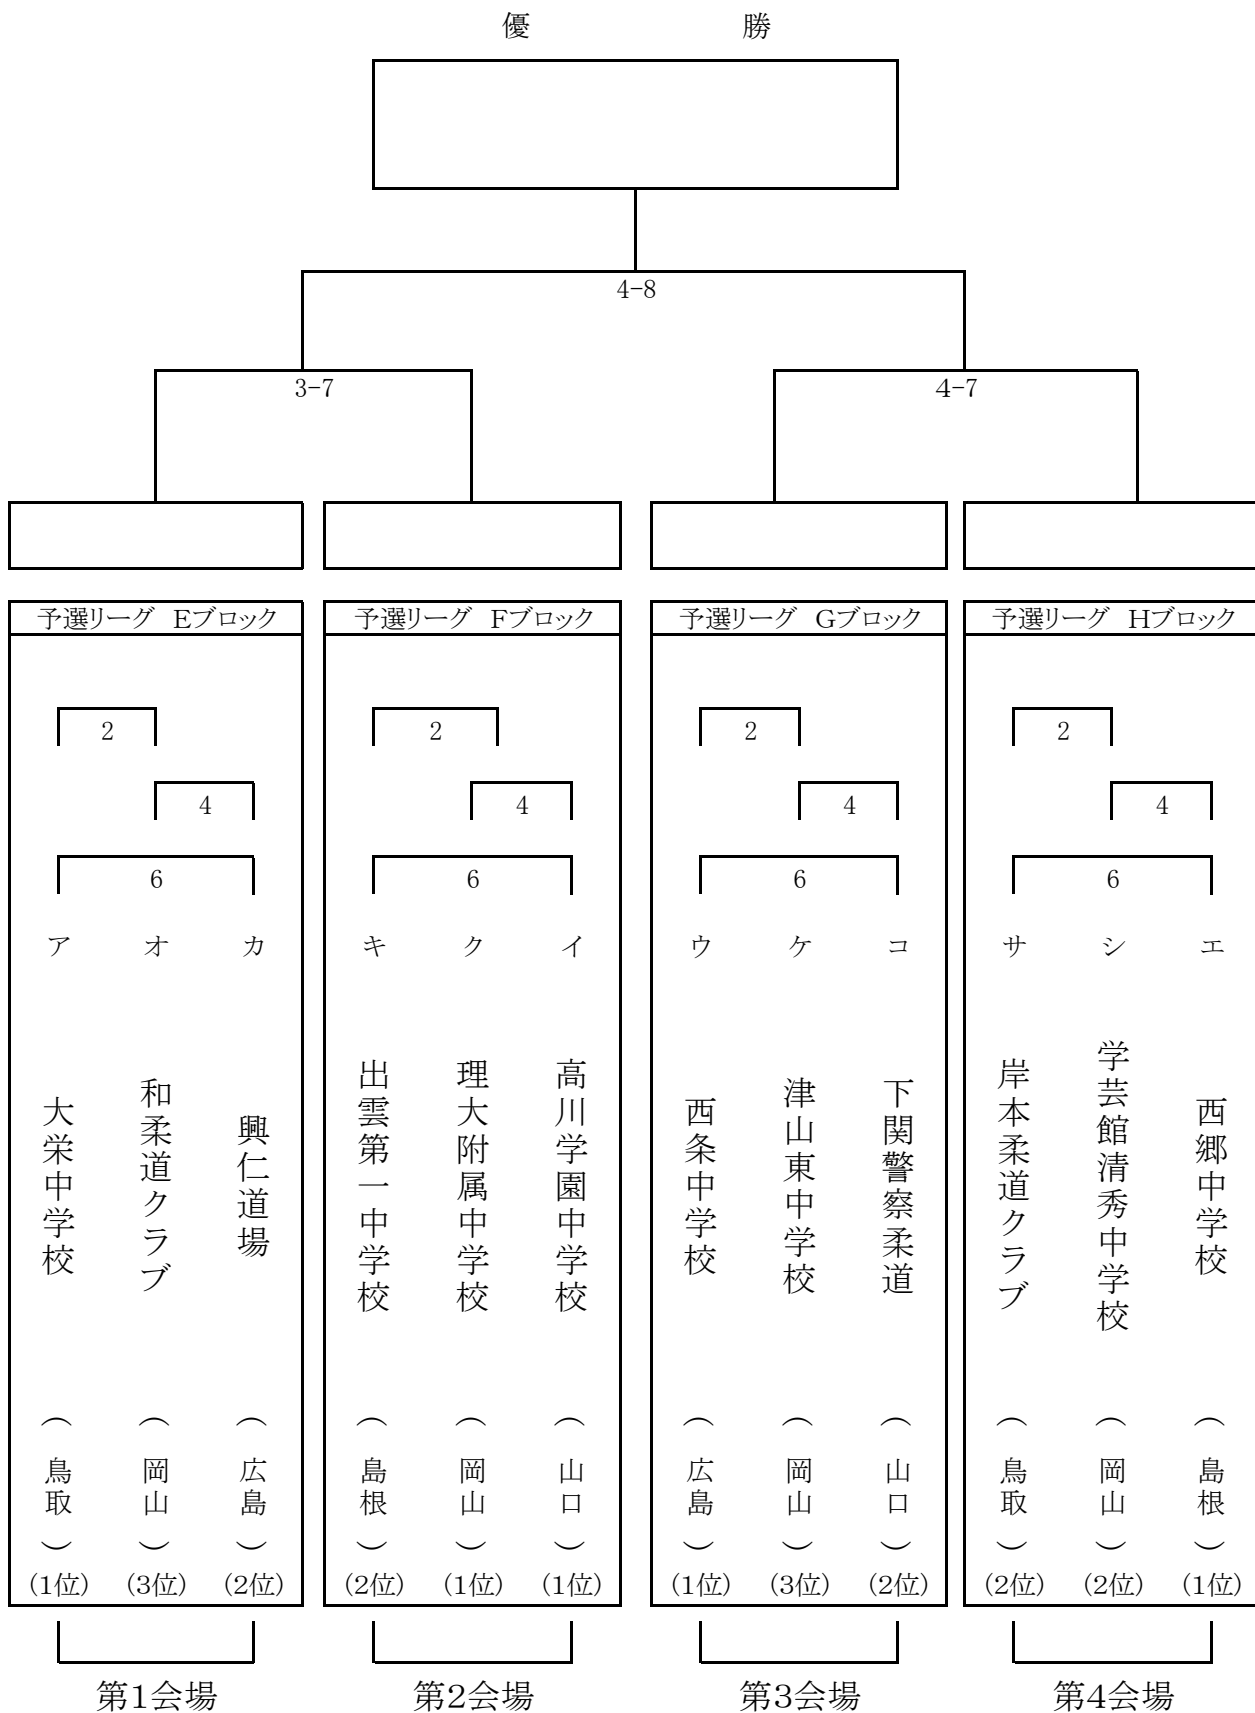 優　勝
4-8
3-7
4-7
予選リーグ　Eブロック
予選リーグ　Fブロック
予選リーグ　Gブロック
予選リーグ　Hブロック
2
2
2
2
4
4
4
4
6
6
6
6
ア
オ
カ
キ
ク
イ
ウ
ケ
コ
サ
シ
エ
大栄中学校
和柔道クラブ
興仁道場
出雲第一中学校
理大附属中学校
高川学園中学校
西条中学校
津山東中学校
下関警察柔道
岸本柔道クラブ
学芸館清秀中学校
西郷中学校
（鳥取）
（岡山）
（広島）
（島根）
（岡山）
（山口）
（広島）
（岡山）
（山口）
（鳥取）
（岡山）
（島根）
(1位)
(3位)
(2位)
(2位)
(1位)
(1位)
(1位)
(3位)
(2位)
(2位)
(2位)
(1位)
第1会場
第2会場
第3会場
第4会場